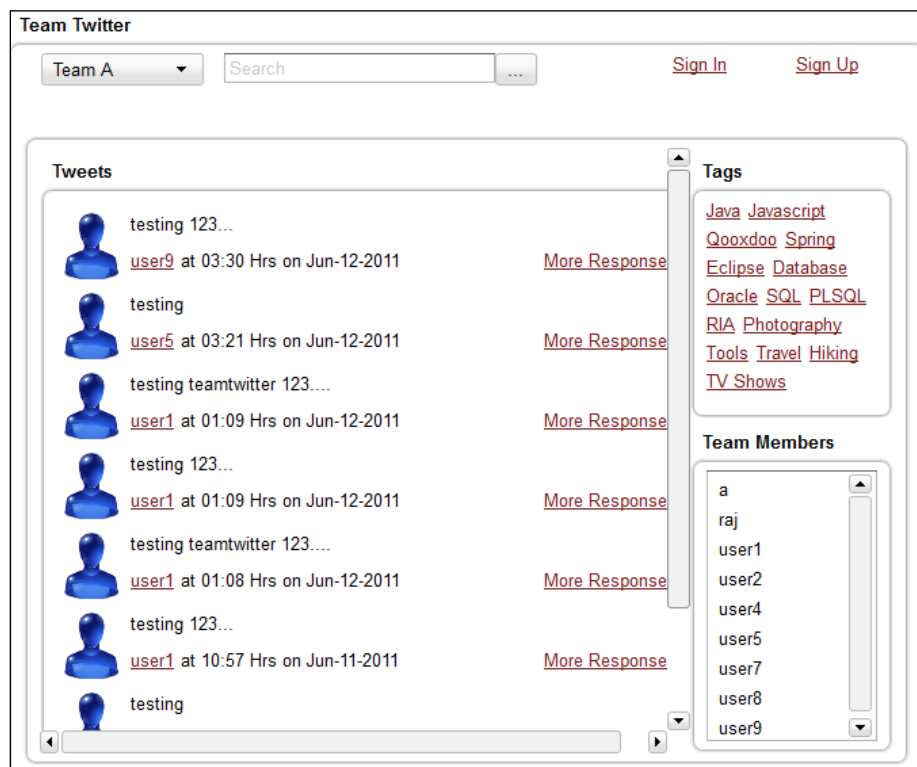 Team Twitter
Team A
Search
...
Sign In
Sign Up
Tweets
testing 123...
user9 at 03:30 Hrs on Jun-12-2011 More Response
testing
user5 at 03:21 Hrs on Jun-12-2011 More Response
testing teamtwitter 123....
user1 at 01:09 Hrs on Jun-12-2011 More Response
testing 123...
user1 at 01:09 Hrs on Jun-12-2011 More Response
testing teamtwitter 123....
user1 at 01:08 Hrs on Jun-12-2011 More Response
testing 123...
user1 at 10:57 Hrs on Jun-11-2011 More Response
testing
Tags
Java Javascript
Qooxdoo Spring
Eclipse Database
Oracle SQL PLSQL
RIA Photography
Tools Travel Hiking
TV Shows
Team Members
a
raj
user1
user2
user4
user5
user7
user8
user9